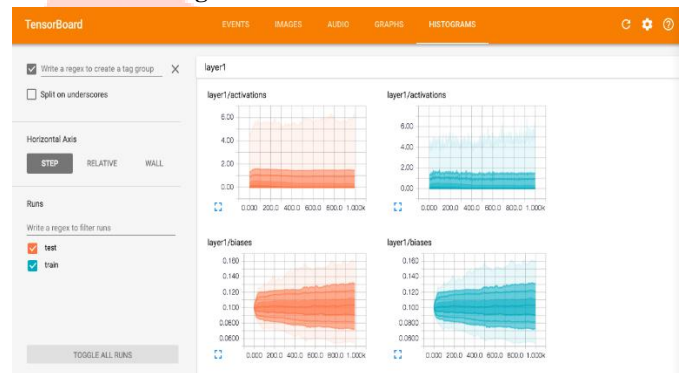 TensorBoard EVENTS IMAGES AUDIO GRAPHS HISTOGRAMS
Write a regex to create a tag group
Split on underscores
Horizontal Axis
STEP RELATIVE WALL
Runs
Write a regex to filter runs
test
train
TOGGLE ALL RUNS
layer1
layer1/activations
6.00
4.00
2.00
0.00
0.000 200.0 400.0 600.0 800.0 1.000k
layer1/activations
6.00
4.00
2.00
0.00
0.000 200.0 400.0 600.0 800.0 1.000k
layer1/biases
0.160
0.140
0.120
0.100
0.0800
0.0600
0.000 200.0 400.0 600.0 800.0 1.000k
layer1/biases
0.160
0.140
0.120
0.100
0.0800
0.0600
0.000 200.0 400.0 600.0 800.0 1.000k